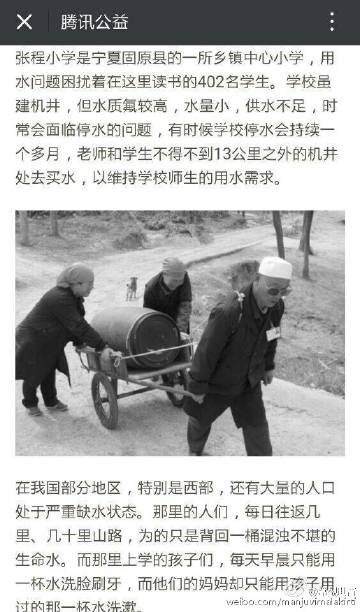 腾讯公益
张程小学是宁夏固原县的一所乡镇中心小学，用
水问题困扰着在这里读书的402名学生。学校虽
建机井，但水质氟较高，水量小，供水不足，时
常会面临停水的问题，有时候学校停水会持续一
个多月，老师和学生不得不到13公里之外的机井
处去买水，以维持学校师生的用水需求。
在我国部分地区，特别是西部，还有大量的人口
处于严重缺水状态。那里的人们，每日往返几
里、几十里山路，为的只是背回一桶浑浊不堪的
生命水。而那里上学的孩子们，每天早晨只能用
一杯水洗脸刷牙，而他们的妈妈却只能用孩子用
过的那一杯水洗漱。